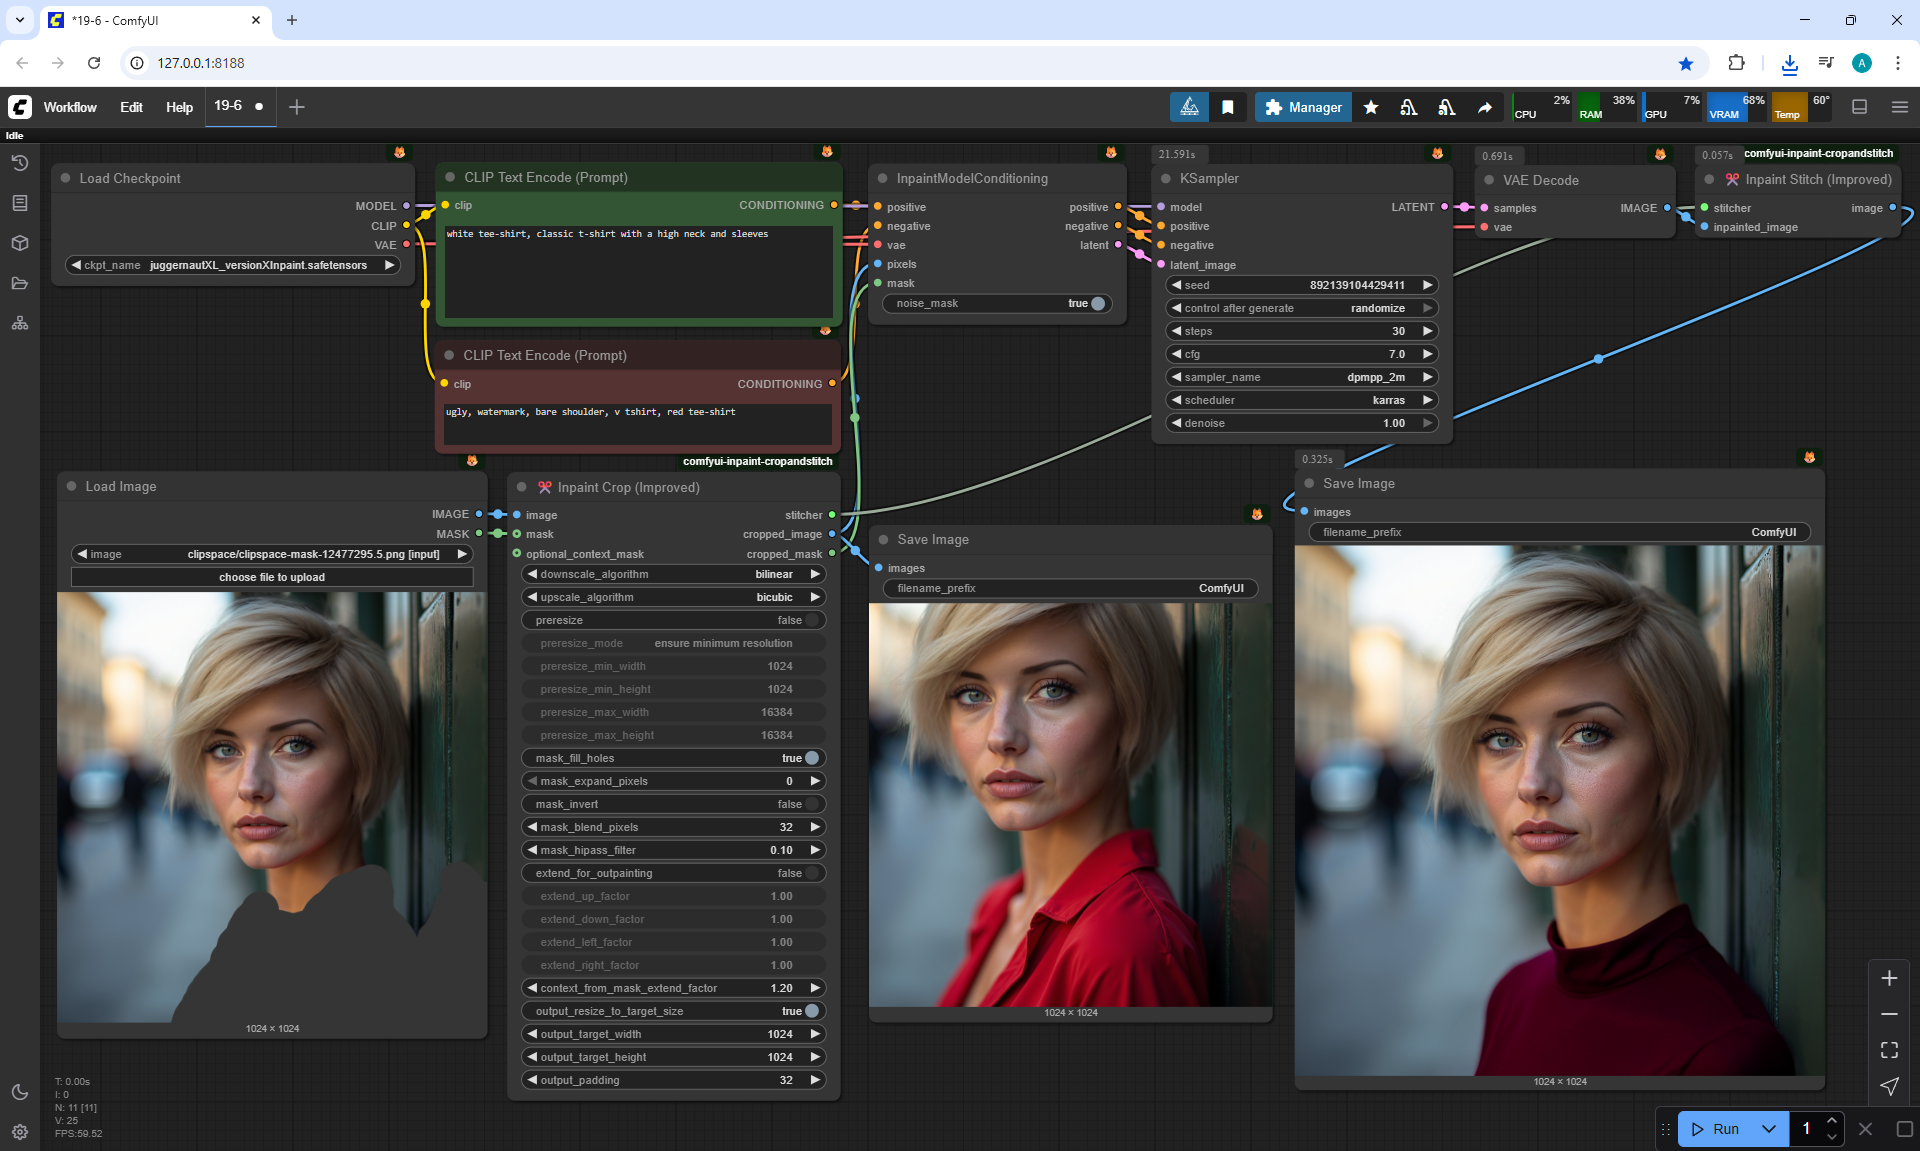 *19-6 - ComfyUI
127.0.0.1:8188
A
Workflow Edit Help 19-6
Manager
CPU 2% RAM 38% GPU 7% VRAM 68% Temp 60°
Idle
Load Checkpoint
MODEL
CLIP
VAE
ckpt_name juggernautXL_versionXInpaint.safetensors
CLIP Text Encode (Prompt)
clip CONDITIONING
white tee-shirt, classic t-shirt with a high neck and sleeves
CLIP Text Encode (Prompt)
clip CONDITIONING
ugly, watermark, bare shoulder, v tshirt, red tee-shirt
InpaintModelConditioning
positive positive
negative negative
vae latent
pixels
mask
noise_mask true
21.591s
KSampler
model LATENT
positive
negative
latent_image
seed 892139104429411
control after generate randomize
steps 30
cfg 7.0
sampler_name dpmpp_2m
scheduler karras
denoise 1.00
0.691s
VAE Decode
samples IMAGE
vae
0.057s
comfyui-inpaint-cropandstitch
Inpaint Stitch (Improved)
stitcher image
inpainted_image
Load Image
IMAGE
MASK
image clipspace/clipspace-mask-12477295.5.png [input]
choose file to upload
1024 × 1024
comfyui-inpaint-cropandstitch
Inpaint Crop (Improved)
image stitcher
mask cropped_image
optional_context_mask cropped_mask
downscale_algorithm bilinear
upscale_algorithm bicubic
preresize false
preresize_mode ensure minimum resolution
preresize_min_width 1024
preresize_min_height 1024
preresize_max_width 16384
preresize_max_height 16384
mask_fill_holes true
mask_expand_pixels 0
mask_invert false
mask_blend_pixels 32
mask_hipass_filter 0.10
extend_for_outpainting false
extend_up_factor 1.00
extend_down_factor 1.00
extend_left_factor 1.00
extend_right_factor 1.00
context_from_mask_extend_factor 1.20
output_resize_to_target_size true
output_target_width 1024
output_target_height 1024
output_padding 32
Save Image
images
filename_prefix ComfyUI
1024 × 1024
0.325s
Save Image
images
filename_prefix ComfyUI
1024 × 1024
T: 0.00s
I: 0
N: 11 [11]
V: 25
FPS:59.52
Run 1